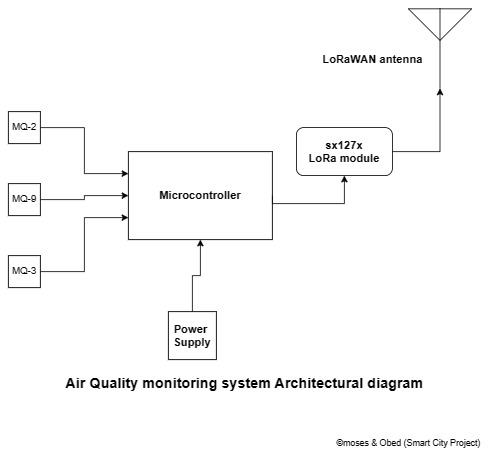 LoRaWAN antenna
MQ-2
sx127x
LoRa module
MQ-9
Microcontroller
MQ-3
Power
Supply
Air Quality monitoring system Architectural diagram
©moses & Obed (Smart City Project)